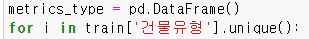 metrics_type = pd.DataFrame()
for i in train['건물유형'].unique():